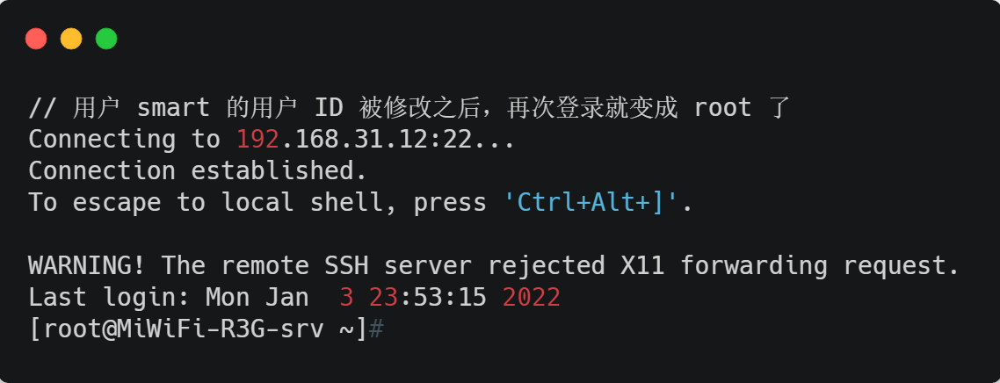 // 用户 smart 的用户 ID 被修改之后，再次登录就变成 root 了
Connecting to 192.168.31.12:22...
Connection established.
To escape to local shell, press 'Ctrl+Alt+]'.
WARNING! The remote SSH server rejected X11 forwarding request.
Last login: Mon Jan  3 23:53:15 2022
[root@MiWiFi-R3G-srv ~]#